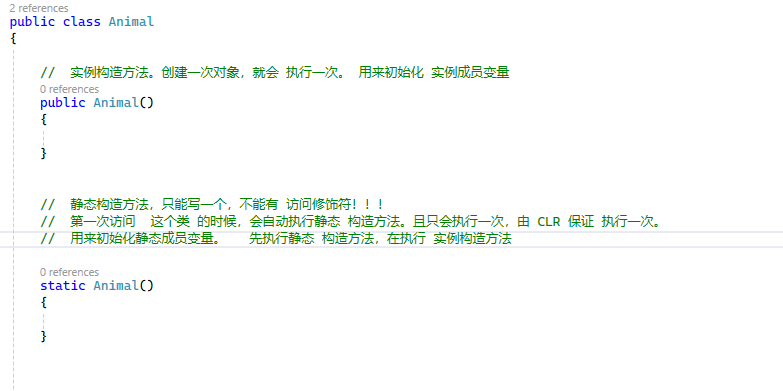 2 references
public class Animal
{
//  实例构造方法。创建一次对象，就会 执行一次。 用来初始化 实例成员变量
0 references
public Animal()
{
}
//  静态构造方法，只能写一个，不能有 访问修饰符！！！
//  第一次访问  这个类 的时候，会自动执行静态 构造方法。且只会执行一次，由 CLR 保证 执行一次。
//  用来初始化静态成员变量。   先执行静态 构造方法，在执行 实例构造方法
0 references
static Animal()
{
}